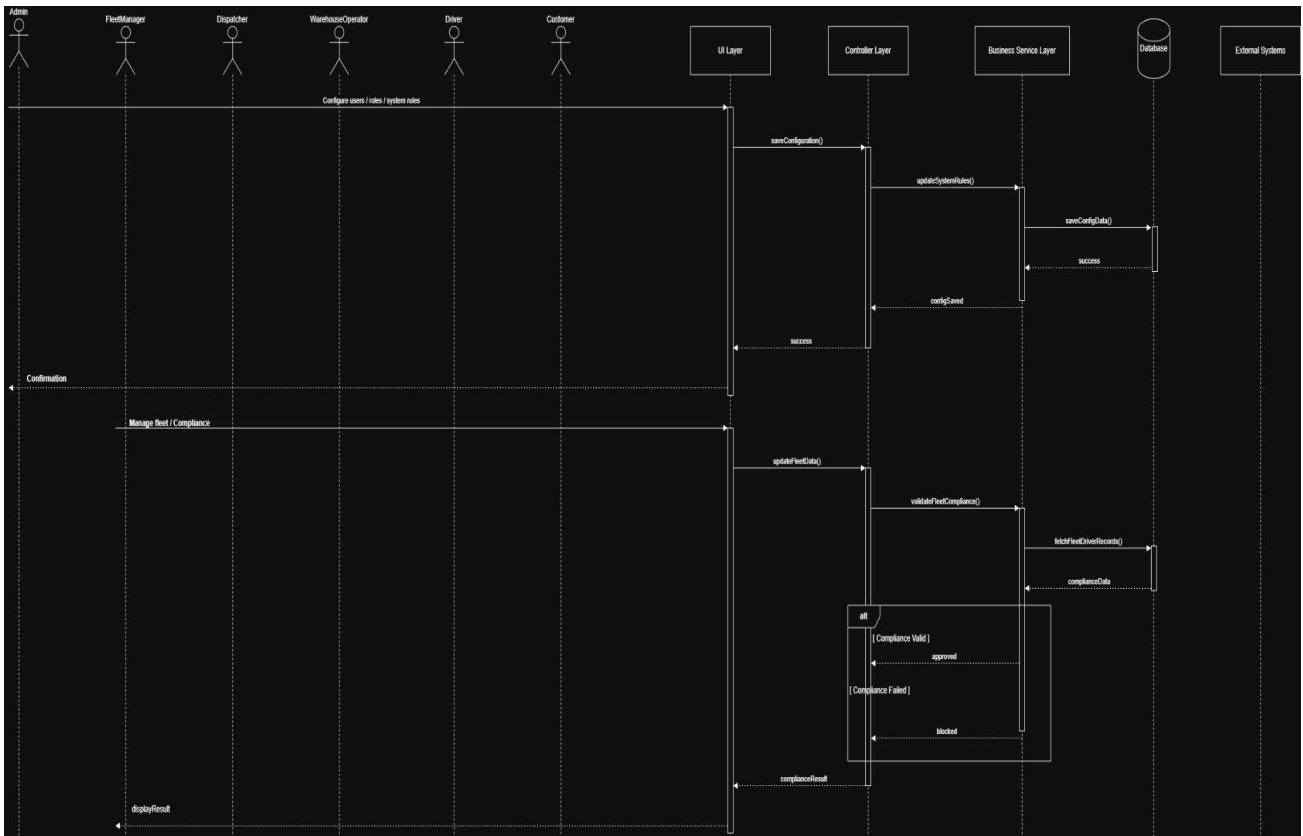 Admin
FleetManager
Dispatcher
WarehouseOperator
Driver
Customer
UI Layer
Controller Layer
Business Service Layer
Database
External Systems
Configure users / roles / system rules
saveConfiguration()
updateSystemRules()
saveConfigData()
success
configSaved
success
Confirmation
Manage fleet / Compliance
updateFleetData()
validateFleetCompliance()
fetchFleetDriverRecords()
complianceData
alt
[ Compliance Valid ]
approved
[ Compliance Failed ]
blocked
complianceResult
displayResult